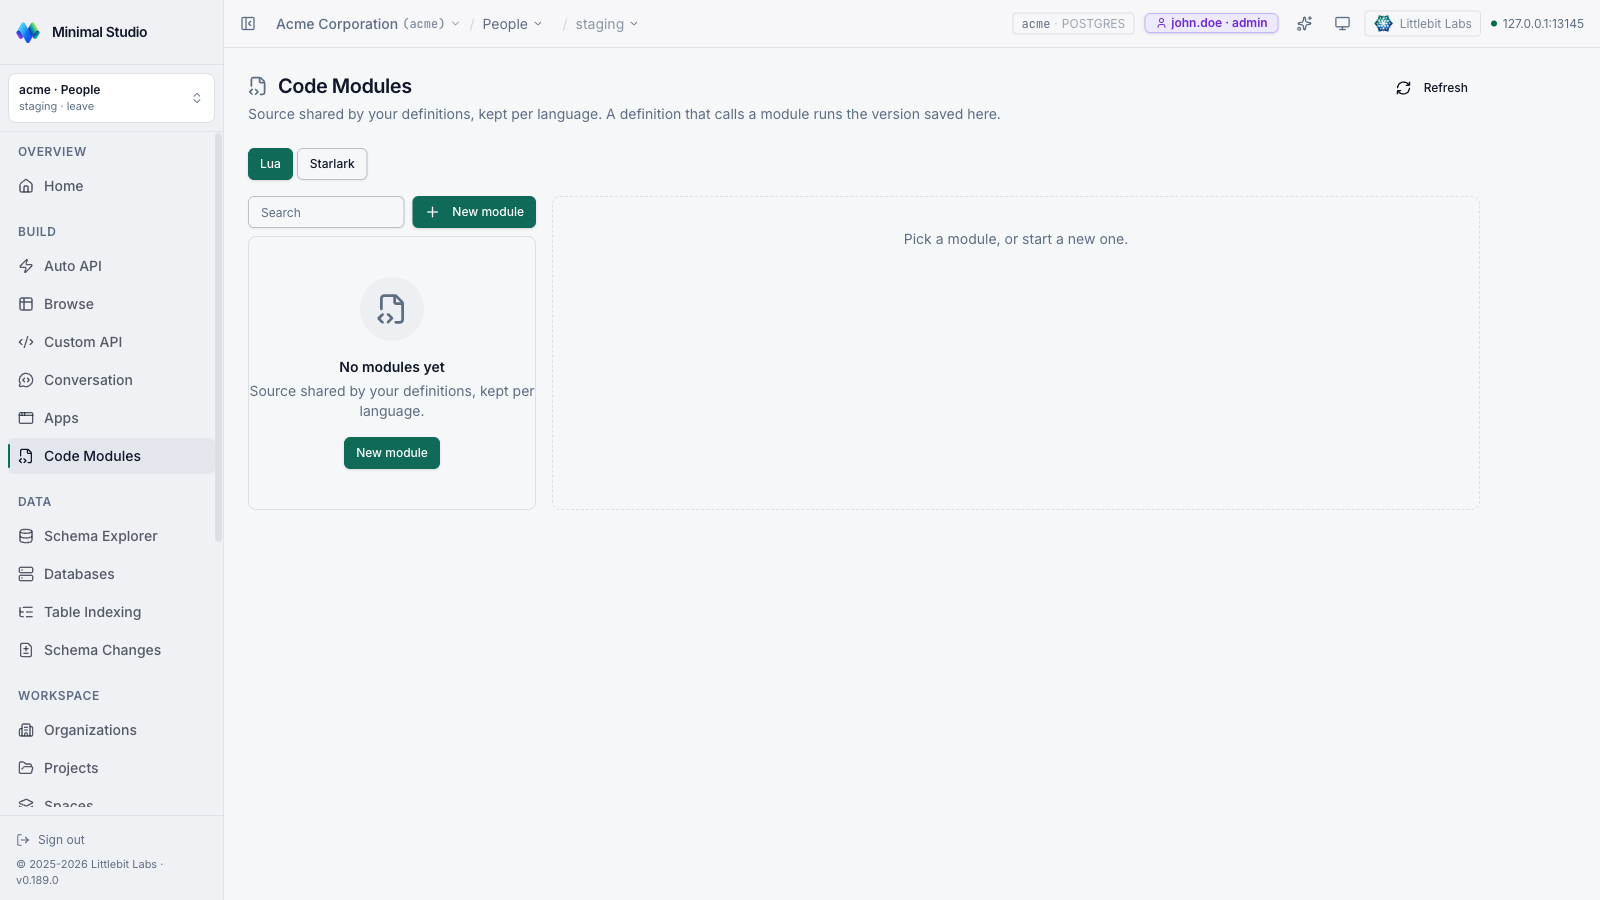 Minimal Studio
Acme Corporation (acme) / People / staging
acme · POSTGRES
john.doe · admin
Littlebit Labs
127.0.0.1:13145
acme · People
staging · leave
OVERVIEW
Home
BUILD
Auto API
Browse
Custom API
Conversation
Apps
Code Modules
DATA
Schema Explorer
Databases
Table Indexing
Schema Changes
WORKSPACE
Organizations
Projects
Spaces
Sign out
© 2025-2026 Littlebit Labs ·
v0.189.0
Code Modules
Refresh
Source shared by your definitions, kept per language. A definition that calls a module runs the version saved here.
Lua
Starlark
Search
New module
No modules yet
Source shared by your definitions, kept per
language.
New module
Pick a module, or start a new one.